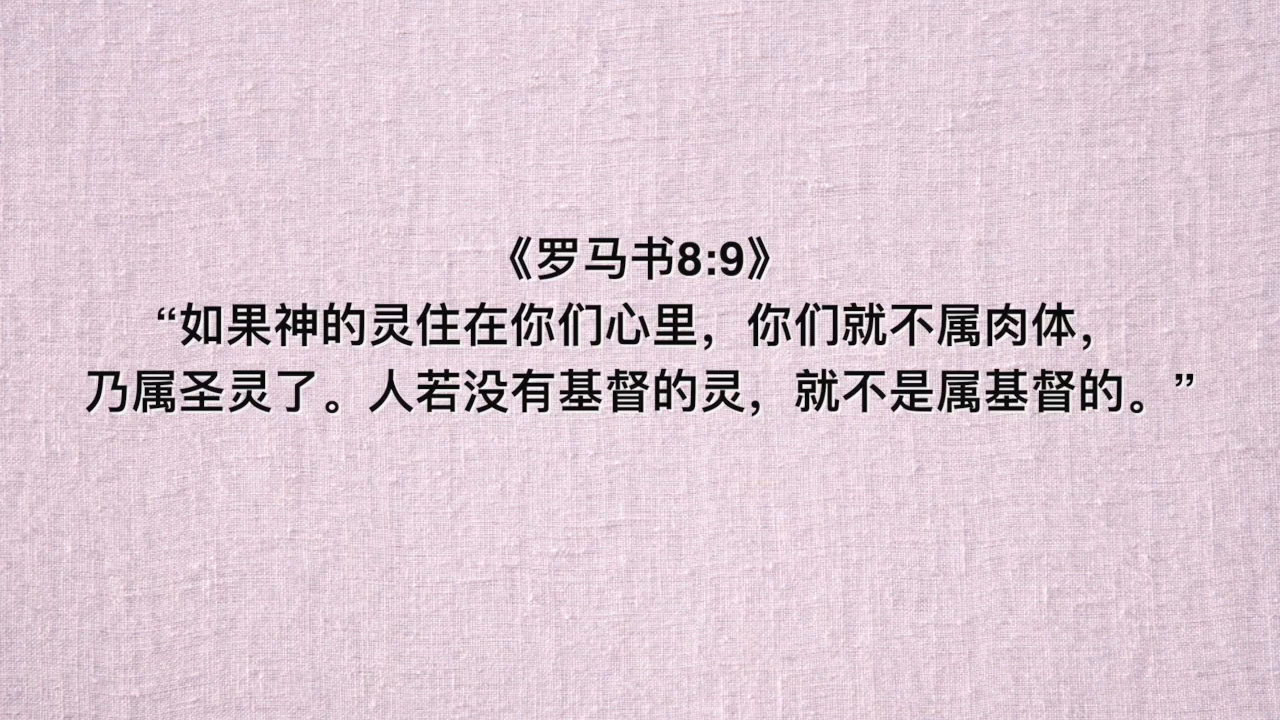 《罗马书8:9》
“如果神的灵住在你们心里，你们就不属肉体，
乃属圣灵了。人若没有基督的灵，就不是属基督的。”